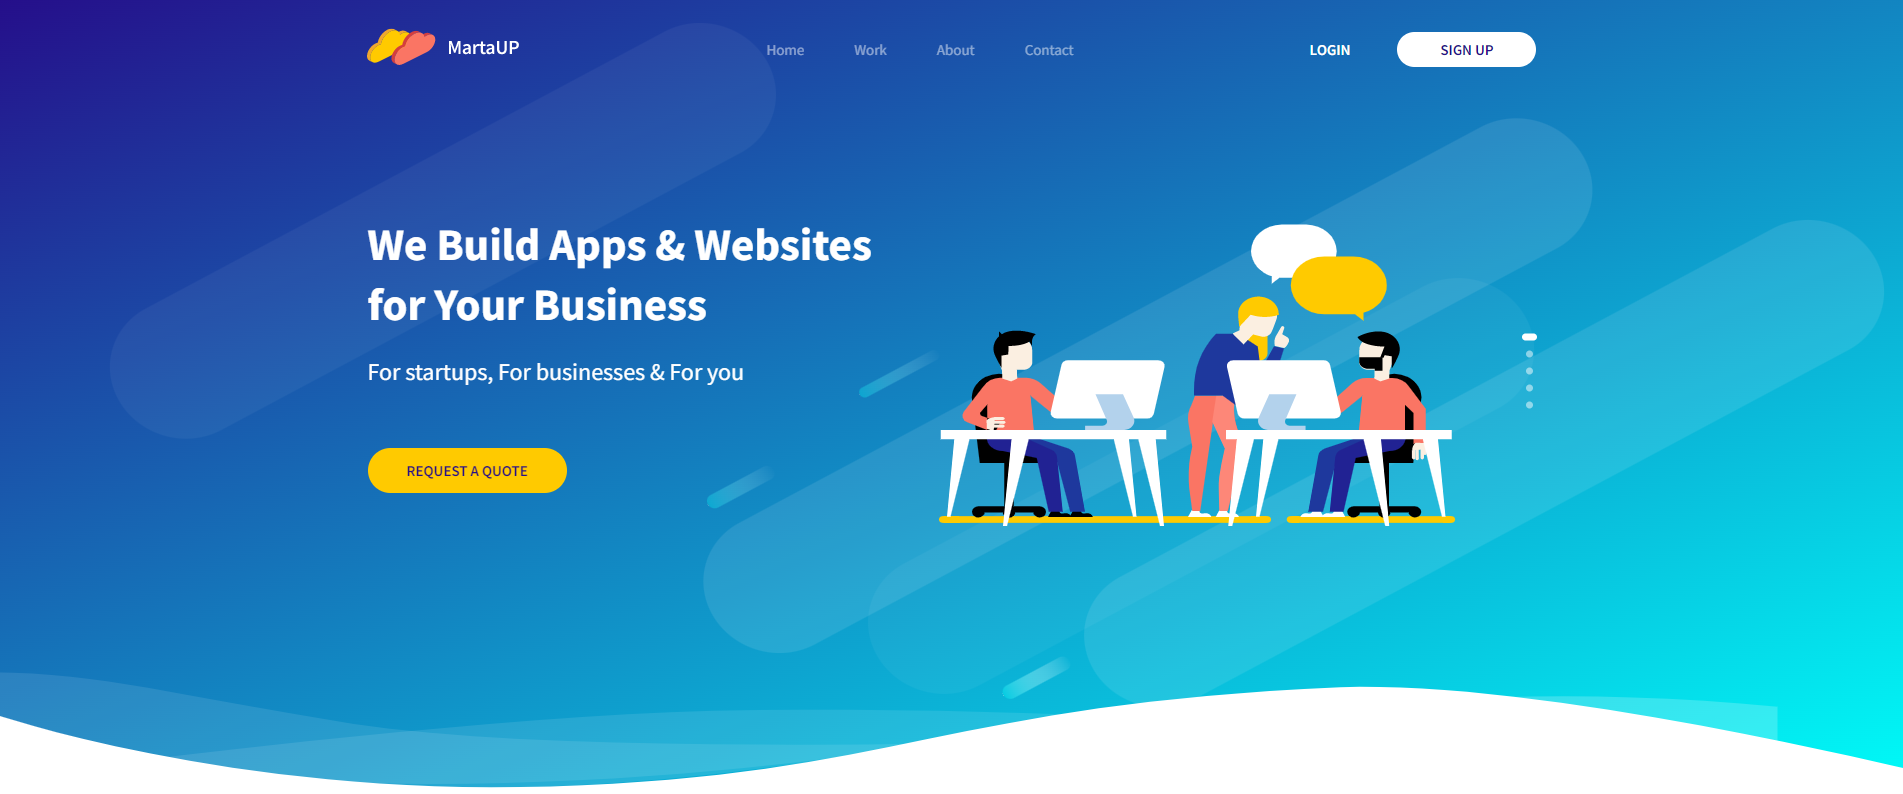 MartaUP
Home Work About Contact
LOGIN
SIGN UP
We Build Apps & Websites
for Your Business
For startups, For businesses & For you
REQUEST A QUOTE